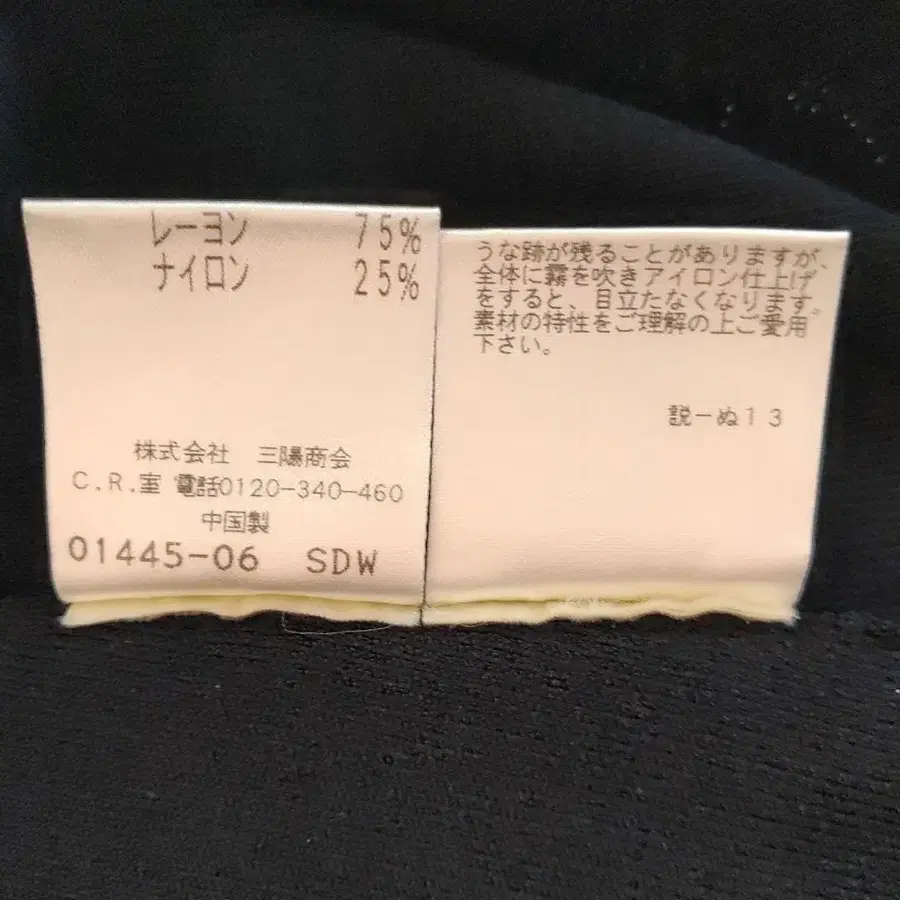 レーヨン 75%
ナイロン 25%
株式会社 三陽商会
C.R.室 電話0120-340-460
中国製
01445-06 SDW
うな跡が残ることがありますが、
全体に霧を吹きアイロン仕上げ
をすると、目立たなくなります。
素材の特性をご理解の上ご愛用
下さい。
説ーぬ13